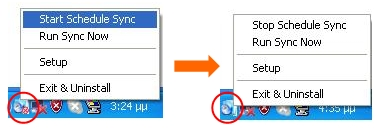 Start Schedule Sync
Run Sync Now
Setup
Exit & Uninstall
3:24 μμ
Stop Schedule Sync
Run Sync Now
Setup
Exit & Uninstall
4:35 μμ